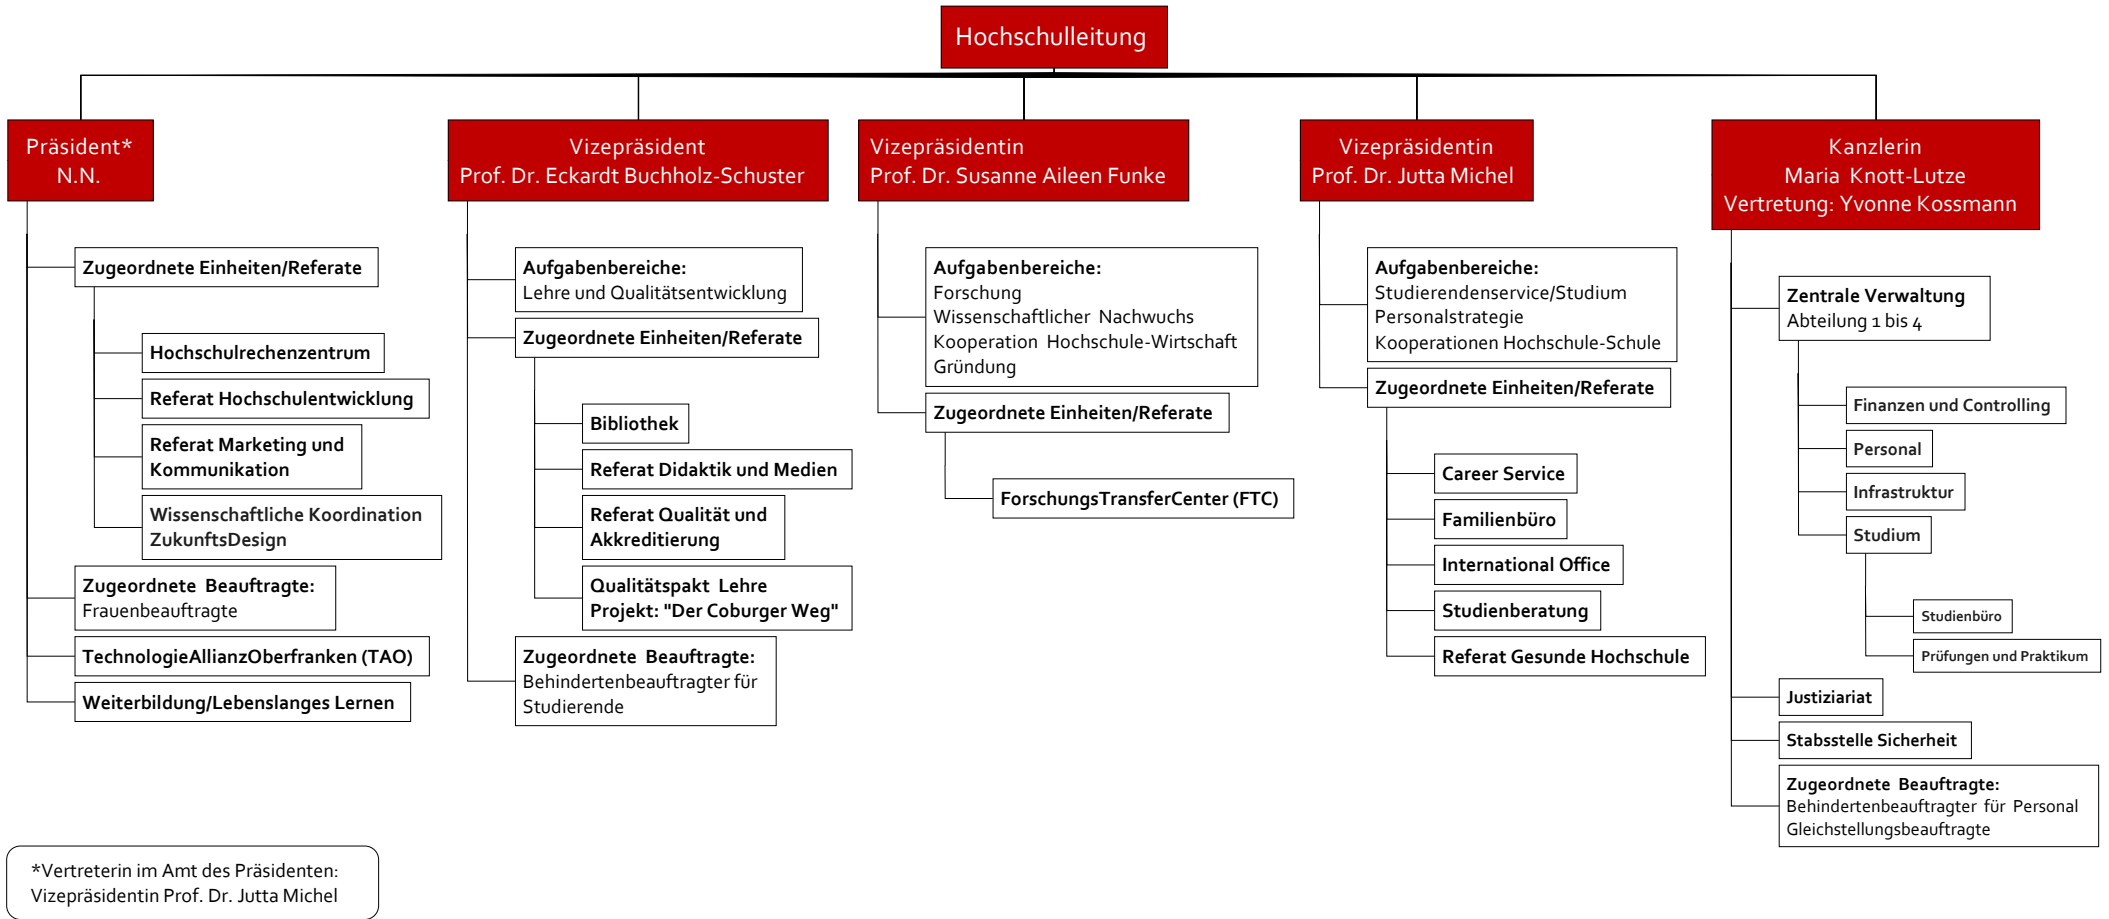 Hochschulleitung
Präsident*
N.N.
Zugeordnete Einheiten/Referate
Hochschulrechenzentrum
Referat Hochschulentwicklung
Referat Marketing und
Kommunikation
Wissenschaftliche Koordination
ZukunftsDesign
Zugeordnete Beauftragte:
Frauenbeauftragte
TechnologieAllianzOberfranken (TAO)
Weiterbildung/Lebenslanges Lernen
Vizepräsident
Prof. Dr. Eckardt Buchholz-Schuster
Aufgabenbereiche:
Lehre und Qualitätsentwicklung
Zugeordnete Einheiten/Referate
Bibliothek
Referat Didaktik und Medien
Referat Qualität und
Akkreditierung
Qualitätspakt Lehre
Projekt: "Der Coburger Weg"
Zugeordnete Beauftragte:
Behindertenbeauftragter für
Studierende
Vizepräsidentin
Prof. Dr. Susanne Aileen Funke
Aufgabenbereiche:
Forschung
Wissenschaftlicher Nachwuchs
Kooperation Hochschule-Wirtschaft
Gründung
Zugeordnete Einheiten/Referate
ForschungsTransferCenter (FTC)
Vizepräsidentin
Prof. Dr. Jutta Michel
Aufgabenbereiche:
Studierendenservice/Studium
Personalstrategie
Kooperationen Hochschule-Schule
Zugeordnete Einheiten/Referate
Career Service
Familienbüro
International Office
Studienberatung
Referat Gesunde Hochschule
Kanzlerin
Maria Knott-Lutze
Vertretung: Yvonne Kossmann
Zentrale Verwaltung
Abteilung 1 bis 4
Finanzen und Controlling
Personal
Infrastruktur
Studium
Studienbüro
Prüfungen und Praktikum
Justiziariat
Stabsstelle Sicherheit
Zugeordnete Beauftragte:
Behindertenbeauftragter für Personal
Gleichstellungsbeauftragte
*Vertreterin im Amt des Präsidenten:
Vizepräsidentin Prof. Dr. Jutta Michel